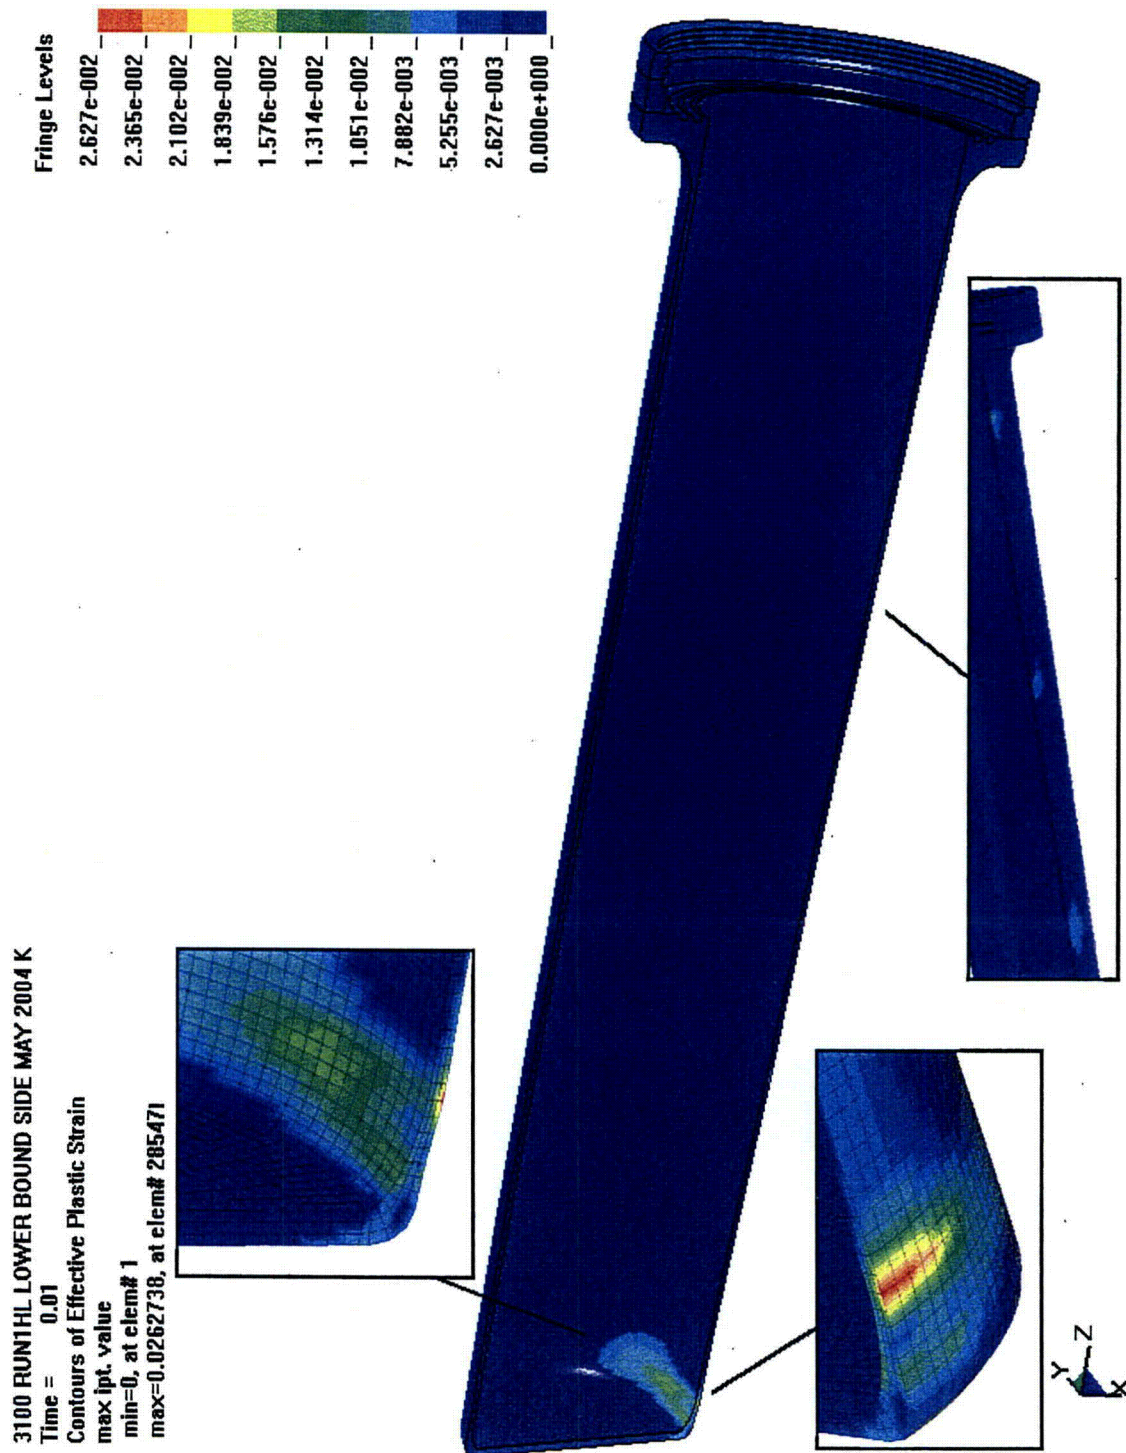 3100 RUN1HL LOWER BOUND SIDE MAY 2004 K
Time = 0.01
Contours of Effective Plastic Strain
max ipt. value
min=0, at elem# 1
max=0.0262738, at elem# 285471
Fringe Levels
2.627e-002
2.365e-002
2.102e-002
1.839e-002
1.576e-002
1.314e-002
1.051e-002
7.882e-003
5.255e-003
2.627e-003
0.000e+000
Y
Z
X